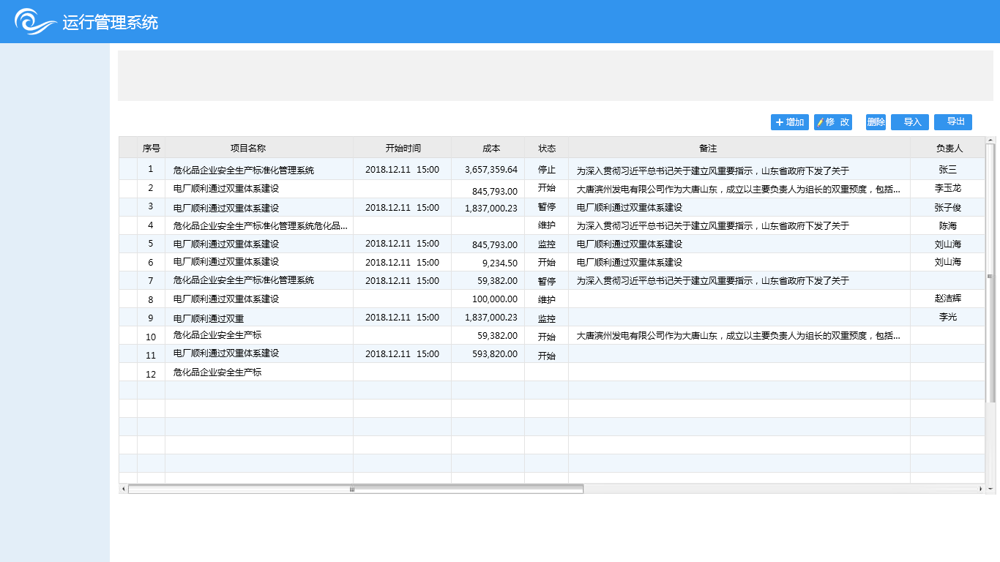 运行管理系统
增加 修 改 删除 导入 导出
序号 项目名称 开始时间 成本 状态 备注 负责人
1 危化品企业安全生产标准化管理系统 2018.12.11 15:00 3,657,359.64 停止 为深入贯彻习近平总书记关于建立风重要指示，山东省政府下发了关于 张三
2 电厂顺利通过双重体系建设 845,793.00 开始 大唐滨州发电有限公司作为大唐山东，成立以主要负责人为组长的双重预度，包括... 李玉龙
3 电厂顺利通过双重体系建设 2018.12.11 15:00 1,837,000.23 暂停 电厂顺利通过双重体系建设 张子俊
4 危化品企业安全生产标准化管理系统危化品... 维护 为深入贯彻习近平总书记关于建立风重要指示，山东省政府下发了关于 陈海
5 电厂顺利通过双重体系建设 2018.12.11 15:00 845,793.00 监控 电厂顺利通过双重体系建设 刘山海
6 电厂顺利通过双重体系建设 2018.12.11 15:00 9,234.50 开始 电厂顺利通过双重体系建设 刘山海
7 危化品企业安全生产标准化管理系统 2018.12.11 15:00 59,382.00 暂停 为深入贯彻习近平总书记关于建立风重要指示，山东省政府下发了关于
8 电厂顺利通过双重体系建设 100,000.00 维护 赵洁辉
9 电厂顺利通过双重 2018.12.11 15:00 1,837,000.23 监控 李光
10 危化品企业安全生产标 59,382.00 开始 大唐滨州发电有限公司作为大唐山东，成立以主要负责人为组长的双重预度，包括...
11 电厂顺利通过双重体系建设 2018.12.11 15:00 593,820.00 开始
12 危化品企业安全生产标